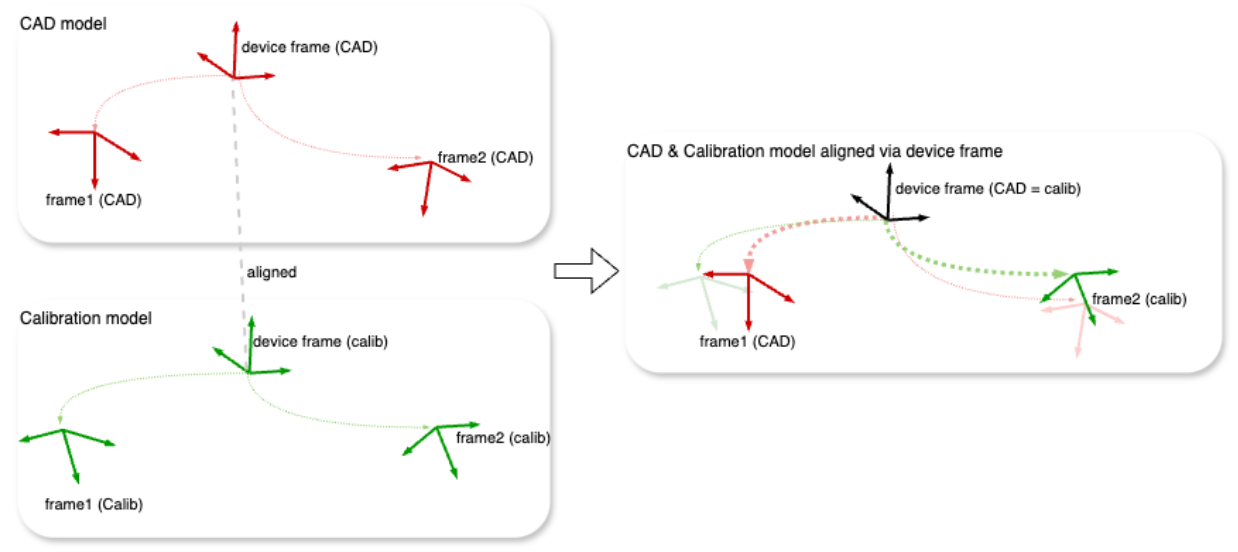 CAD model
device frame (CAD)
frame1 (CAD)
frame2 (CAD)
aligned
Calibration model
device frame (calib)
frame1 (Calib)
frame2 (calib)
CAD & Calibration model aligned via device frame
device frame (CAD = calib)
frame1 (CAD)
frame2 (calib)